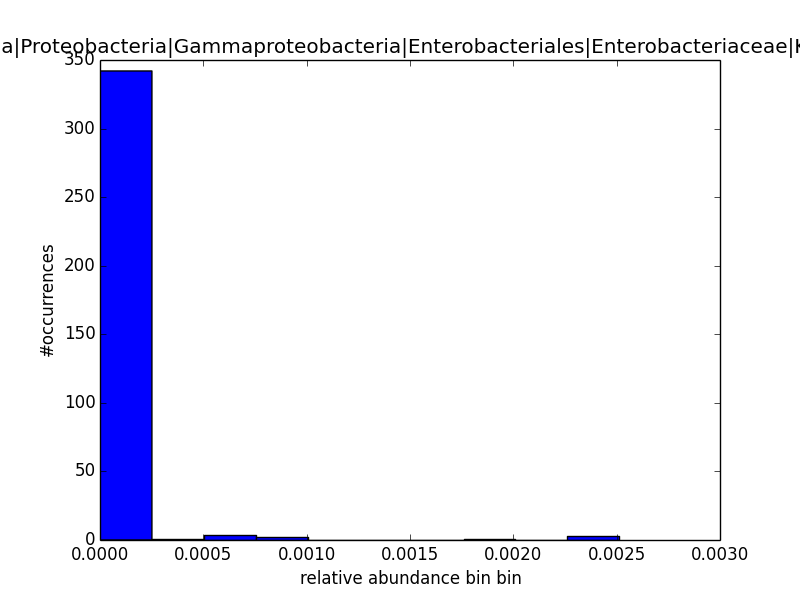 a|Proteobacteria|Gammaproteobacteria|Enterobacteriales|Enterobacteriaceae|K
350
300
250
200
150
100
50
0
#occurrences
0.0000 0.0005 0.0010 0.0015 0.0020 0.0025 0.0030
relative abundance bin bin